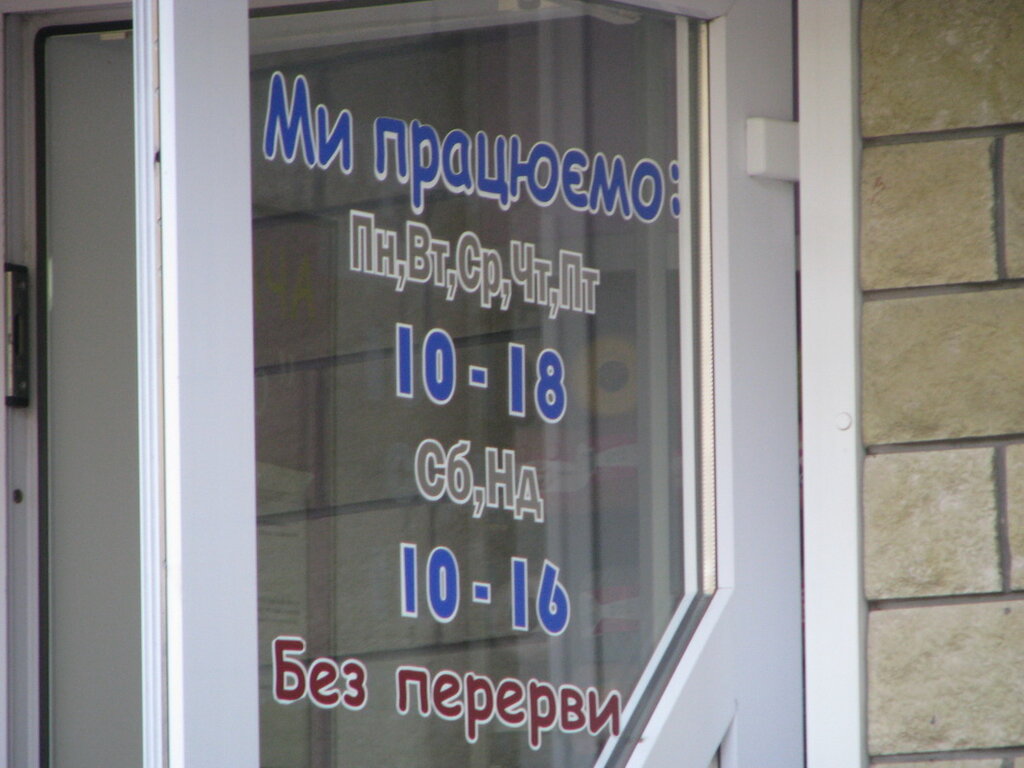 Ми працюємо:
Пн,Вт,Ср,Чт,Пт
10 - 18
Сб,Нд
10 - 16
Без перерви